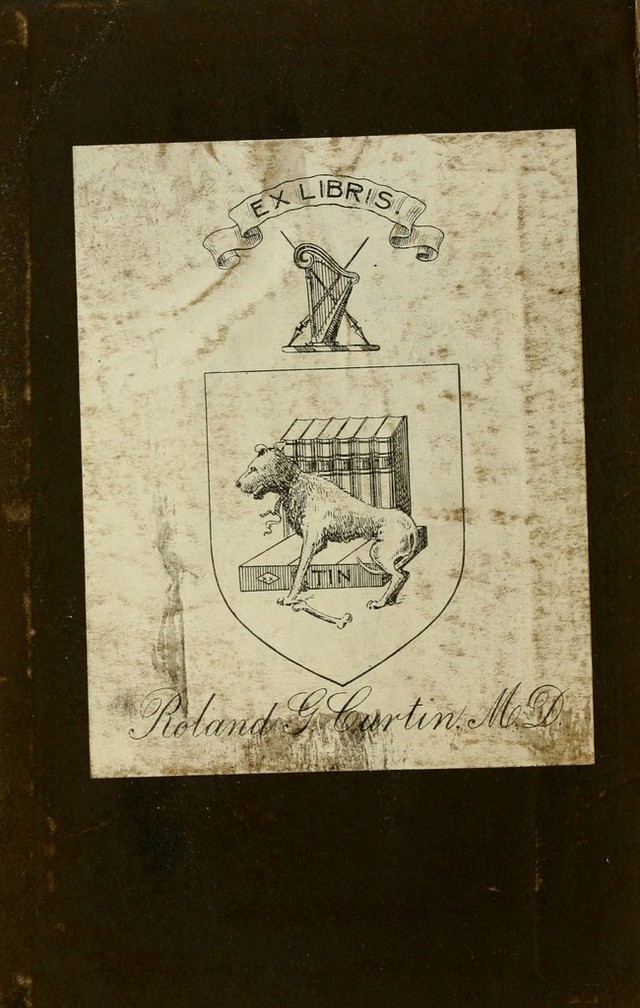 EX LIBRIS.
TIN
Roland G. Curtin, M.D.